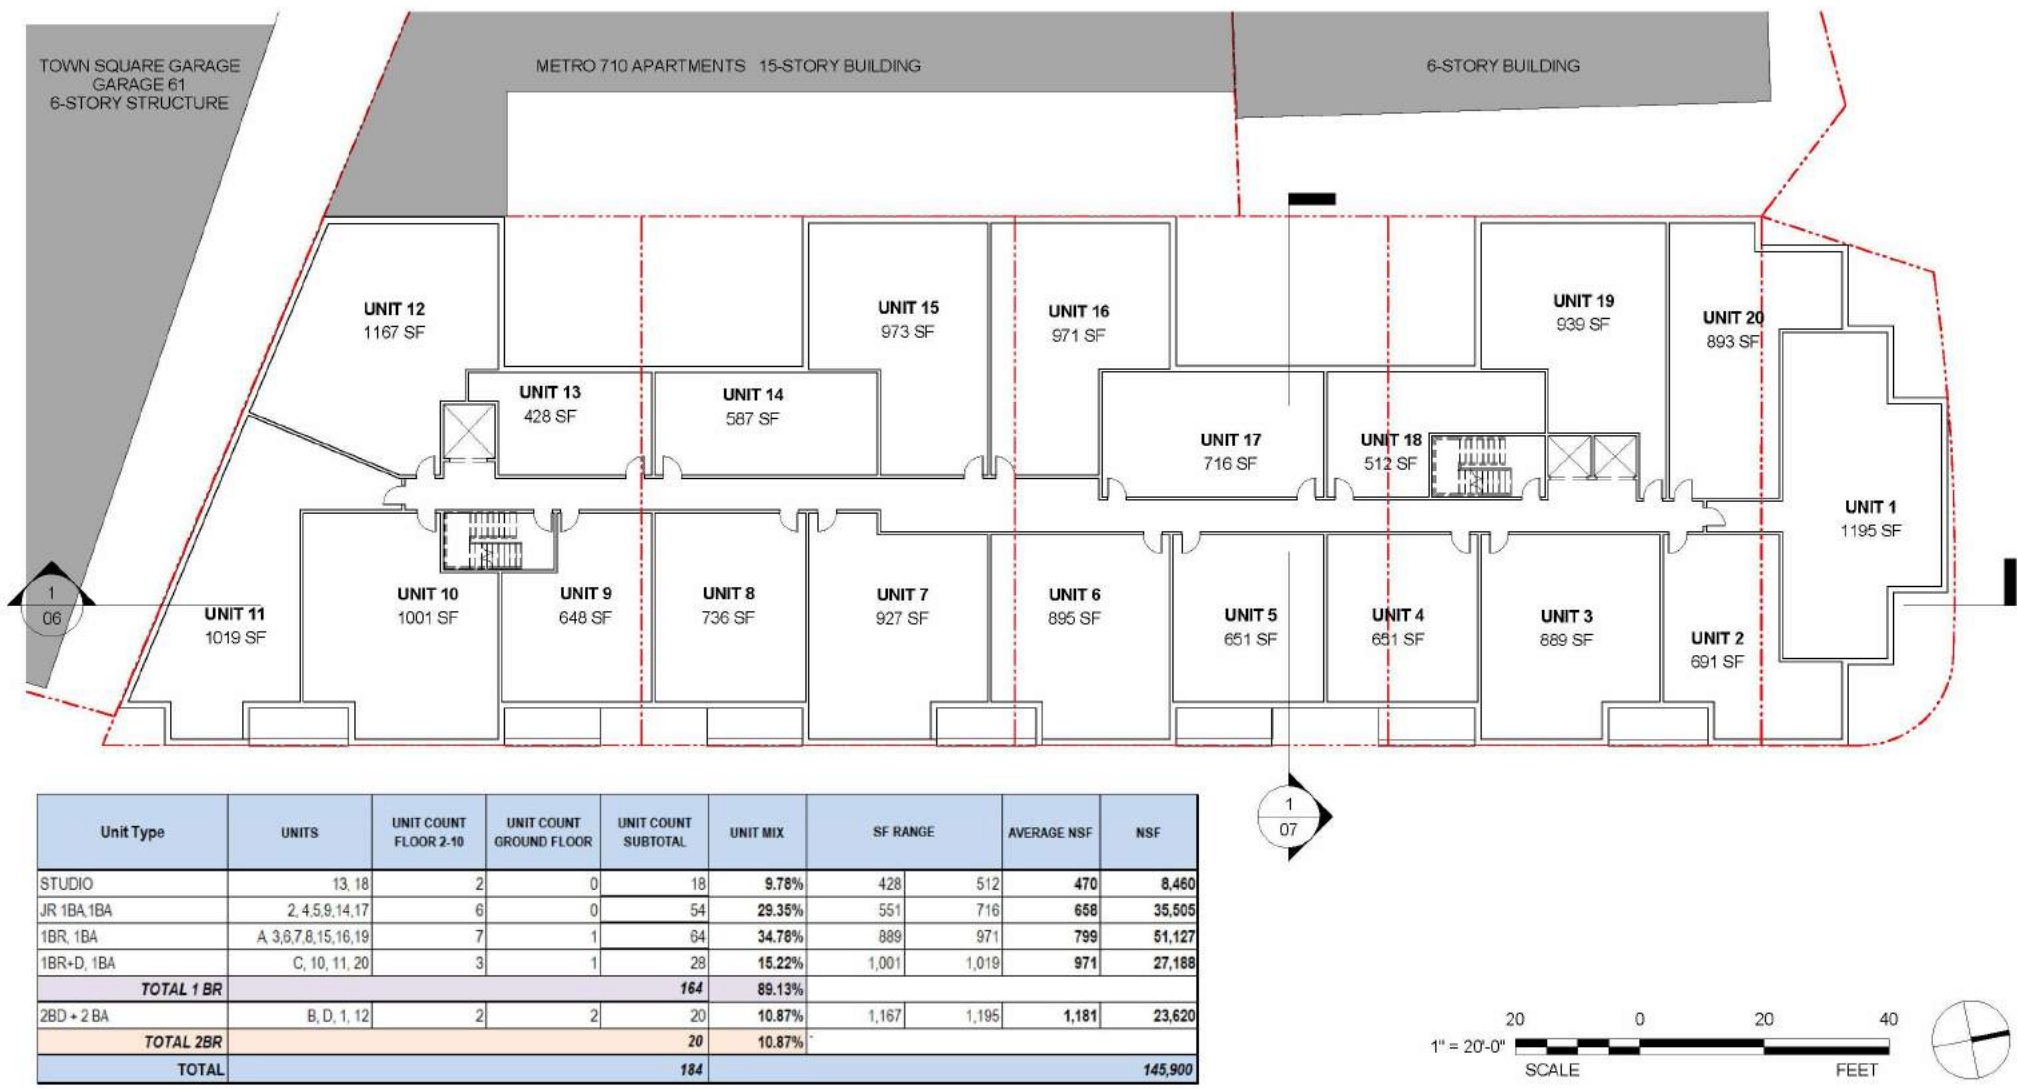 TOWN SQUARE GARAGE
GARAGE 61
6-STORY STRUCTURE
METRO 710 APARTMENTS 15-STORY BUILDING
6-STORY BUILDING
UNIT 12
1167 SF
UNIT 13
428 SF
UNIT 14
587 SF
UNIT 15
973 SF
UNIT 16
971 SF
UNIT 17
716 SF
UNIT 18
512 SF
UNIT 19
939 SF
UNIT 20
893 SF
UNIT 1
1195 SF
UNIT 11
1019 SF
UNIT 10
1001 SF
UNIT 9
648 SF
UNIT 8
736 SF
UNIT 7
927 SF
UNIT 6
895 SF
UNIT 5
651 SF
UNIT 4
651 SF
UNIT 3
889 SF
UNIT 2
691 SF
1
06
1
07
Unit Type UNITS UNIT COUNT FLOOR 2-10 UNIT COUNT GROUND FLOOR UNIT COUNT SUBTOTAL UNIT MIX SF RANGE AVERAGE NSF NSF
STUDIO 13, 18 2 0 18 9.78% 428 512 470 8,460
JR 1BA,1BA 2, 4,5,9,14,17 6 0 54 29.35% 551 716 658 35,505
1BR, 1BA A, 3,6,7,8,15,16,19 7 1 64 34.78% 889 971 799 51,127
1BR+D, 1BA C, 10, 11, 20 3 1 28 15.22% 1,001 1,019 971 27,188
TOTAL 1 BR 164 89.13%
2BD + 2 BA B, D, 1, 12 2 2 20 10.87% 1,167 1,195 1,181 23,620
TOTAL 2BR 20 10.87%
TOTAL 184 145,900
20 0 20 40
1" = 20'-0"
SCALE FEET